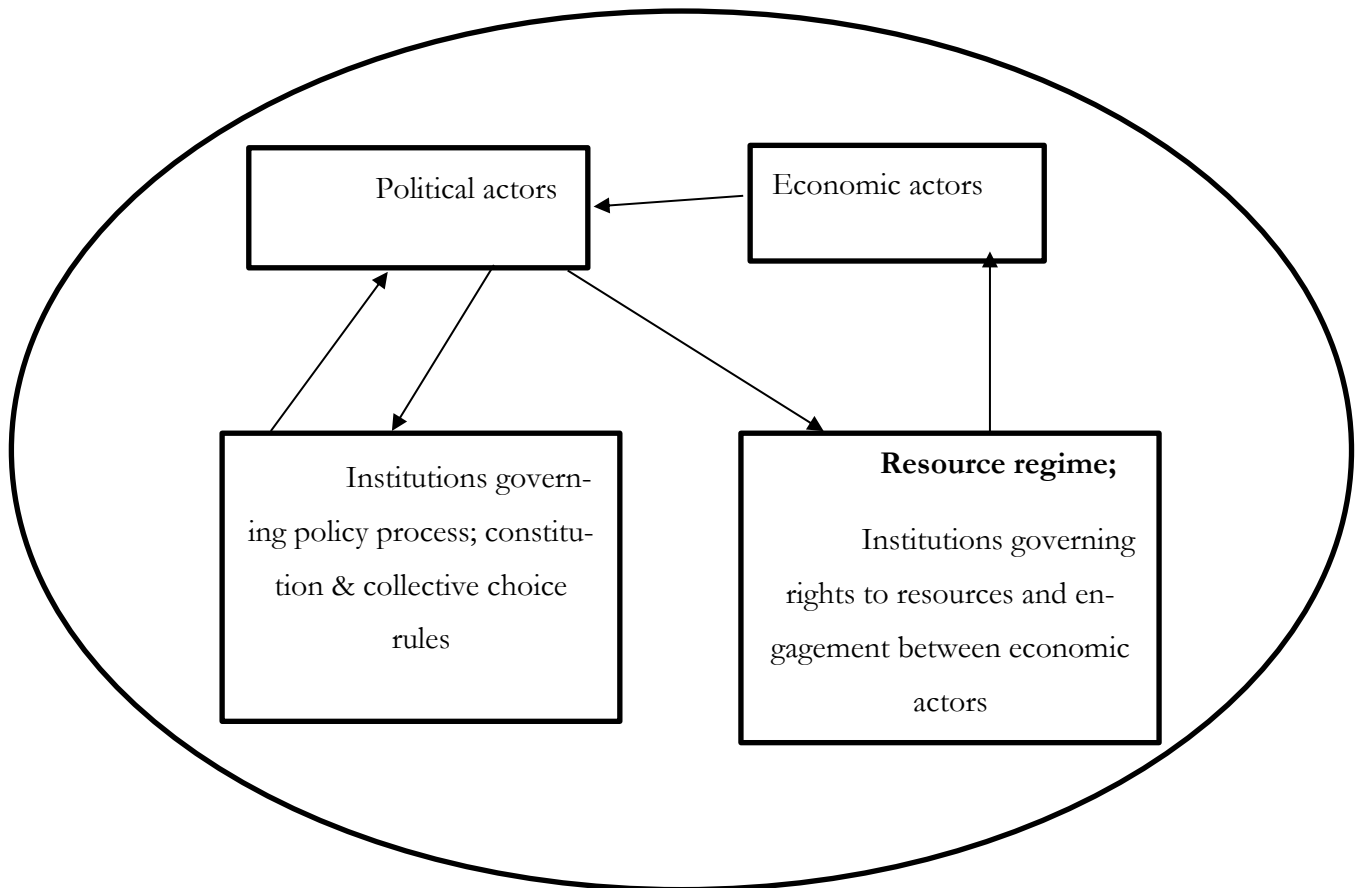 Political actors
Economic actors
Institutions govern-
ing policy process; constitu-
tion & collective choice
rules
Resource regime;
Institutions governing
rights to resources and en-
gagement between economic
actors